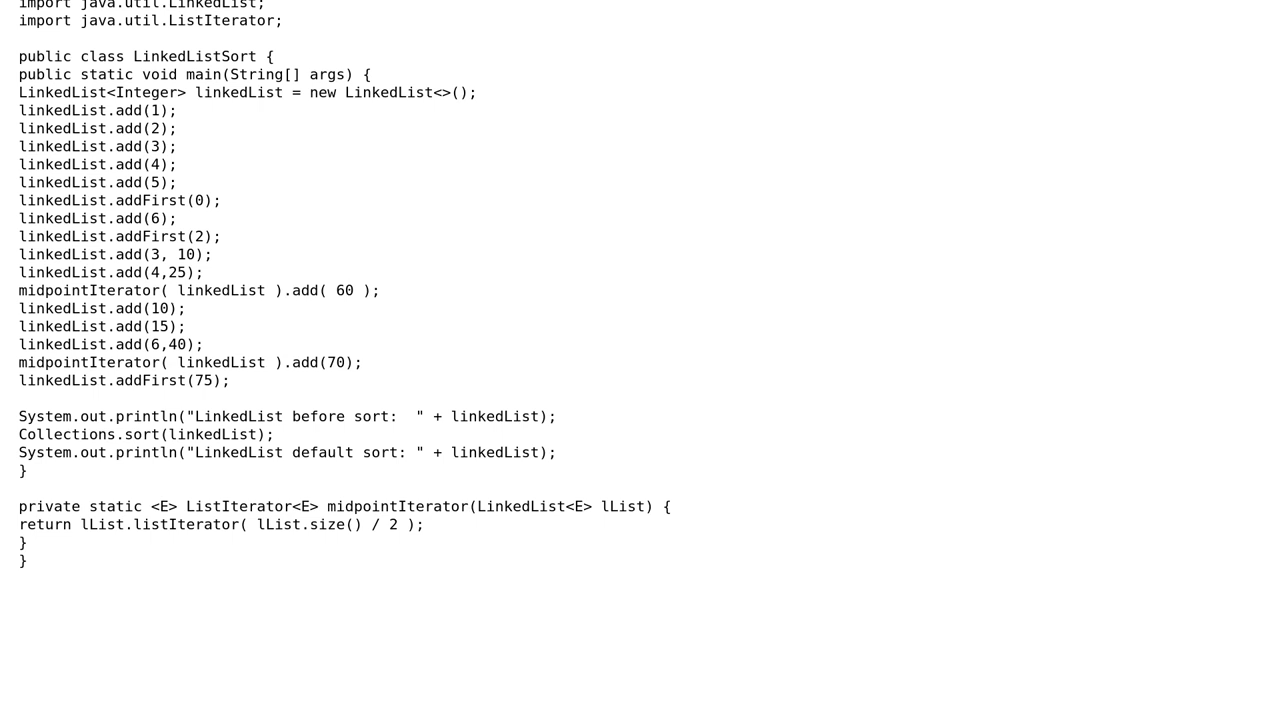 import java.util.LinkedList;
import java.util.ListIterator;
public class LinkedListSort {
public static void main(String[] args) {
LinkedList<Integer> linkedList = new LinkedList<>();
linkedList.add(1);
linkedList.add(2);
linkedList.add(3);
linkedList.add(4);
linkedList.add(5);
linkedList.addFirst(0);
linkedList.add(6);
linkedList.addFirst(2);
linkedList.add(3, 10);
linkedList.add(4,25);
midpointIterator( linkedList ).add( 60 );
linkedList.add(10);
linkedList.add(15);
linkedList.add(6,40);
midpointIterator( linkedList ).add(70);
linkedList.addFirst(75);
System.out.println("LinkedList before sort:  " + linkedList);
Collections.sort(linkedList);
System.out.println("LinkedList default sort: " + linkedList);
}
private static <E> ListIterator<E> midpointIterator(LinkedList<E> lList) {
return lList.listIterator( lList.size() / 2 );
}
}